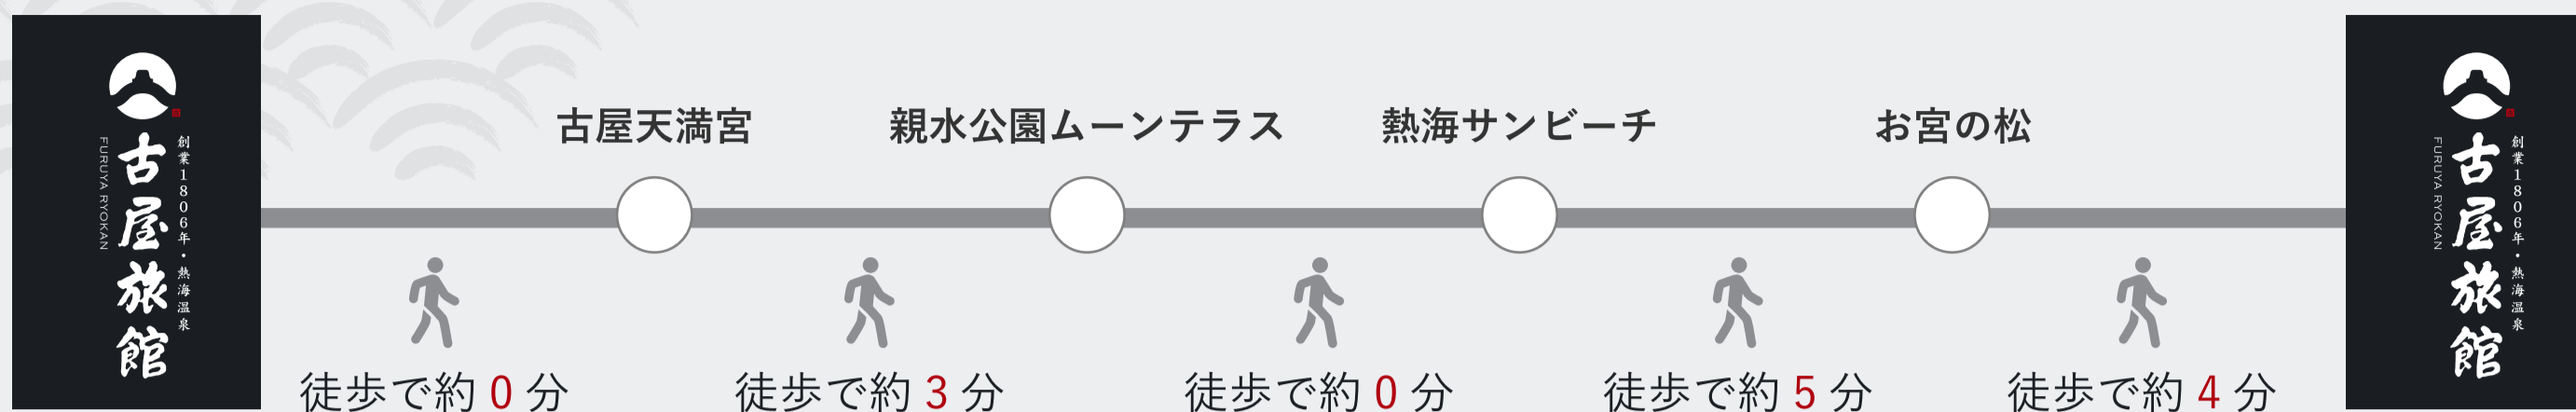 創業1806年・熱海温泉
古屋旅館
FURUYA RYOKAN
古屋天満宮
親水公園ムーンテラス
熱海サンビーチ
お宮の松
徒歩で約 0 分
徒歩で約 3 分
徒歩で約 0 分
徒歩で約 5 分
徒歩で約 4 分
創業1806年・熱海温泉
古屋旅館
FURUYA RYOKAN